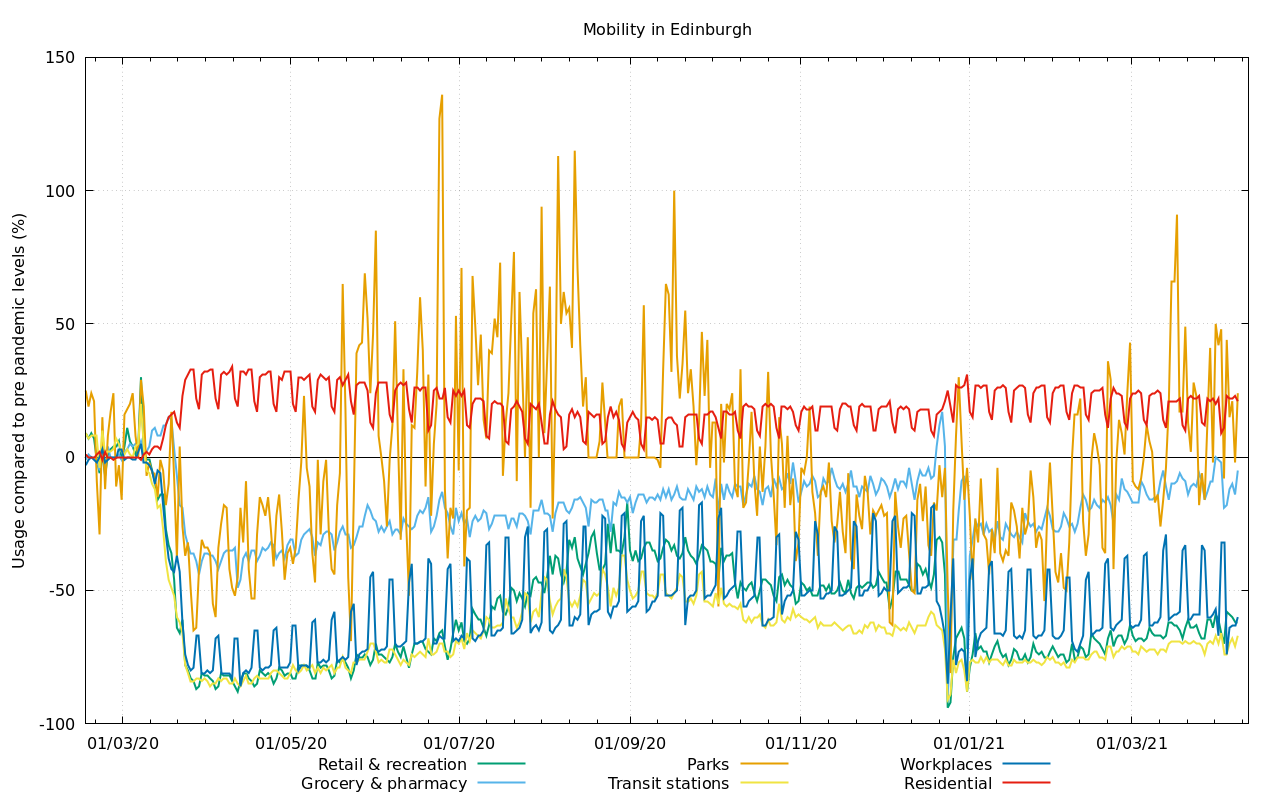 Mobility in Edinburgh
Usage compared to pre pandemic levels (%)
150
100
50
0
-50
-100
01/03/20 01/05/20 01/07/20 01/09/20 01/11/20 01/01/21 01/03/21
Retail & recreation Parks Workplaces
Grocery & pharmacy Transit stations Residential